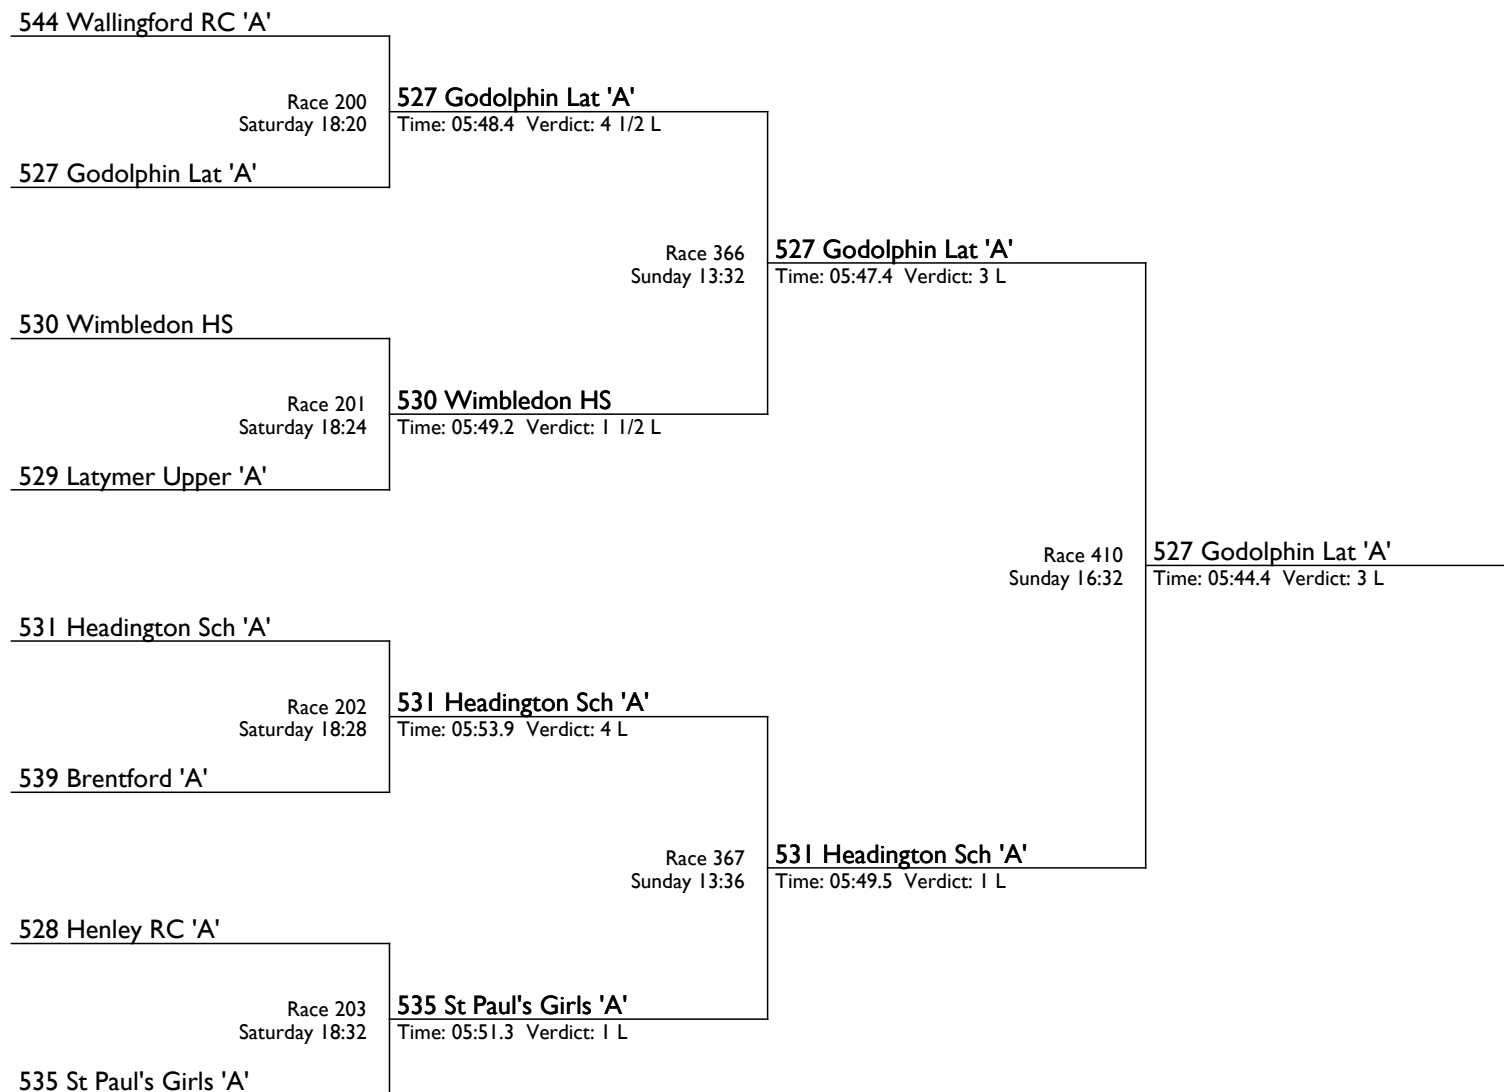 544 Wallingford RC 'A'
Race 200
Saturday 18:20
527 Godolphin Lat 'A'
Time: 05:48.4 Verdict: 4 1/2 L
527 Godolphin Lat 'A'
Race 366
Sunday 13:32
527 Godolphin Lat 'A'
Time: 05:47.4 Verdict: 3 L
530 Wimbledon HS
Race 201
Saturday 18:24
530 Wimbledon HS
Time: 05:49.2 Verdict: 1 1/2 L
529 Latymer Upper 'A'
Race 410
Sunday 16:32
527 Godolphin Lat 'A'
Time: 05:44.4 Verdict: 3 L
531 Headington Sch 'A'
Race 202
Saturday 18:28
531 Headington Sch 'A'
Time: 05:53.9 Verdict: 4 L
539 Brentford 'A'
Race 367
Sunday 13:36
531 Headington Sch 'A'
Time: 05:49.5 Verdict: 1 L
528 Henley RC 'A'
Race 203
Saturday 18:32
535 St Paul's Girls 'A'
Time: 05:51.3 Verdict: 1 L
535 St Paul's Girls 'A'